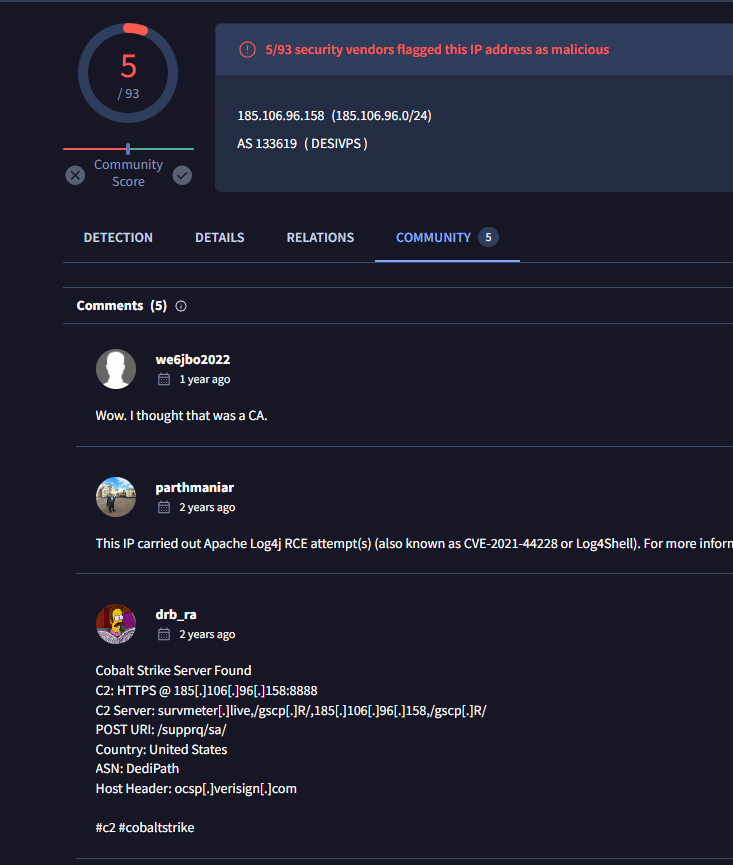 5
/ 93
Community
Score
5/93 security vendors flagged this IP address as malicious
185.106.96.158 (185.106.96.0/24)
AS 133619 ( DESIVPS )
DETECTION DETAILS RELATIONS COMMUNITY 5
Comments (5)
we6jbo2022
1 year ago
Wow. I thought that was a CA.
parthmaniar
2 years ago
This IP carried out Apache Log4j RCE attempt(s) (also known as CVE-2021-44228 or Log4Shell). For more inforn
drb_ra
2 years ago
Cobalt Strike Server Found
C2: HTTPS @ 185[.]106[.]96[.]158:8888
C2 Server: survmeter[.]live,/gscp[.]R/,185[.]106[.]96[.]158,/gscp[.]R/
POST URI: /supprq/sa/
Country: United States
ASN: DediPath
Host Header: ocsp[.]verisign[.]com
#c2 #cobaltstrike